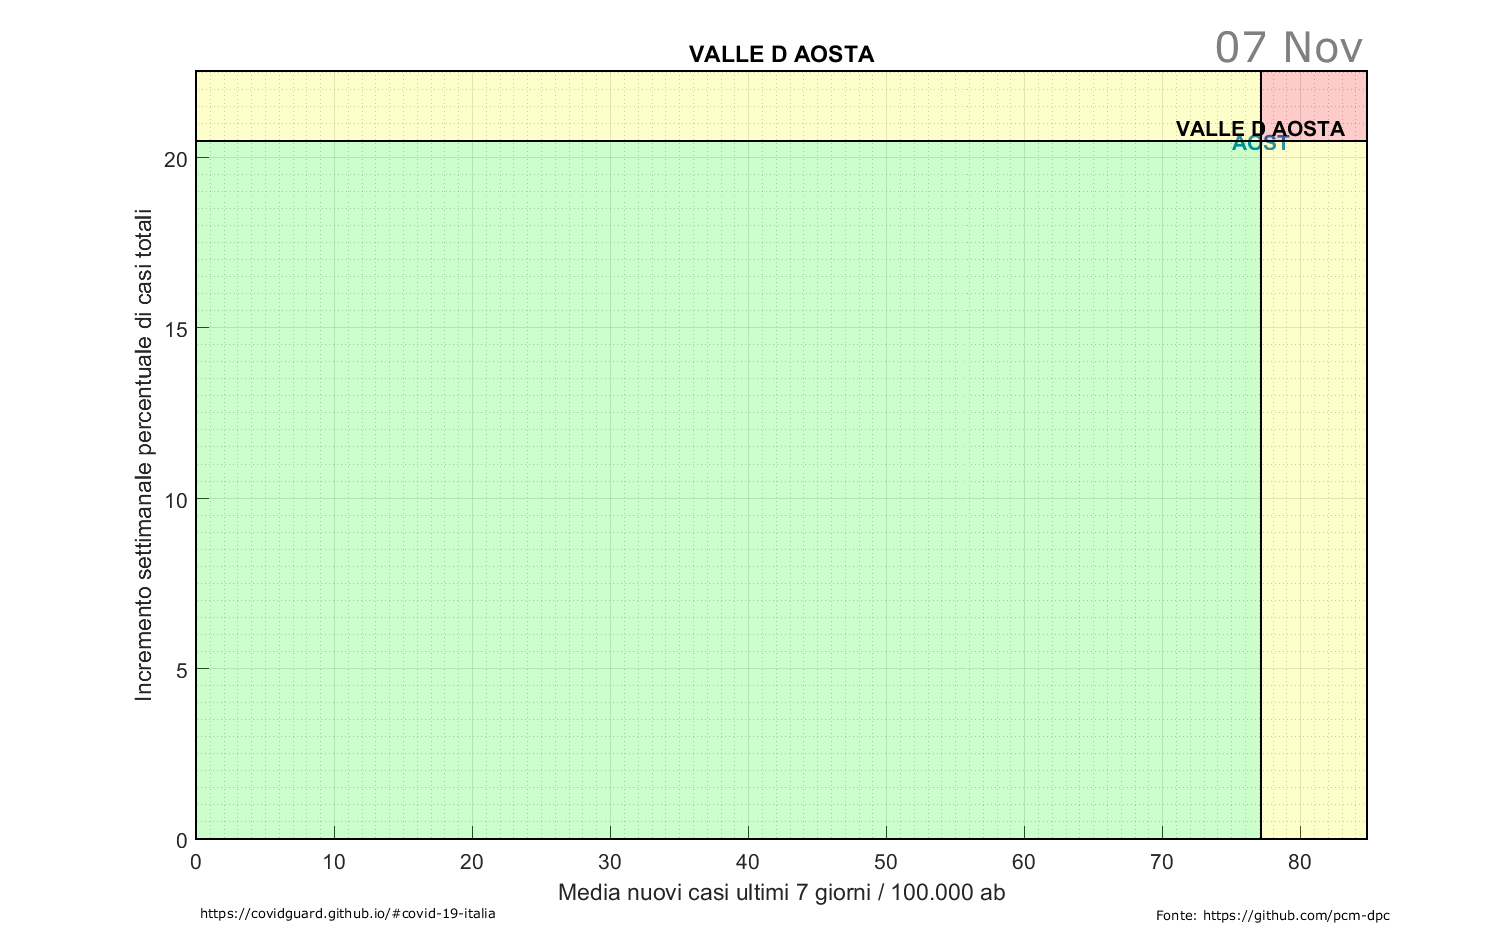 07 Nov
VALLE D AOSTA
VALLE D AOSTA
AOST
20
15
10
5
0
Incremento settimanale percentuale di casi totali
0 10 20 30 40 50 60 70 80
Media nuovi casi ultimi 7 giorni / 100.000 ab
https://covidguard.github.io/#covid-19-italia
Fonte: https://github.com/pcm-dpc